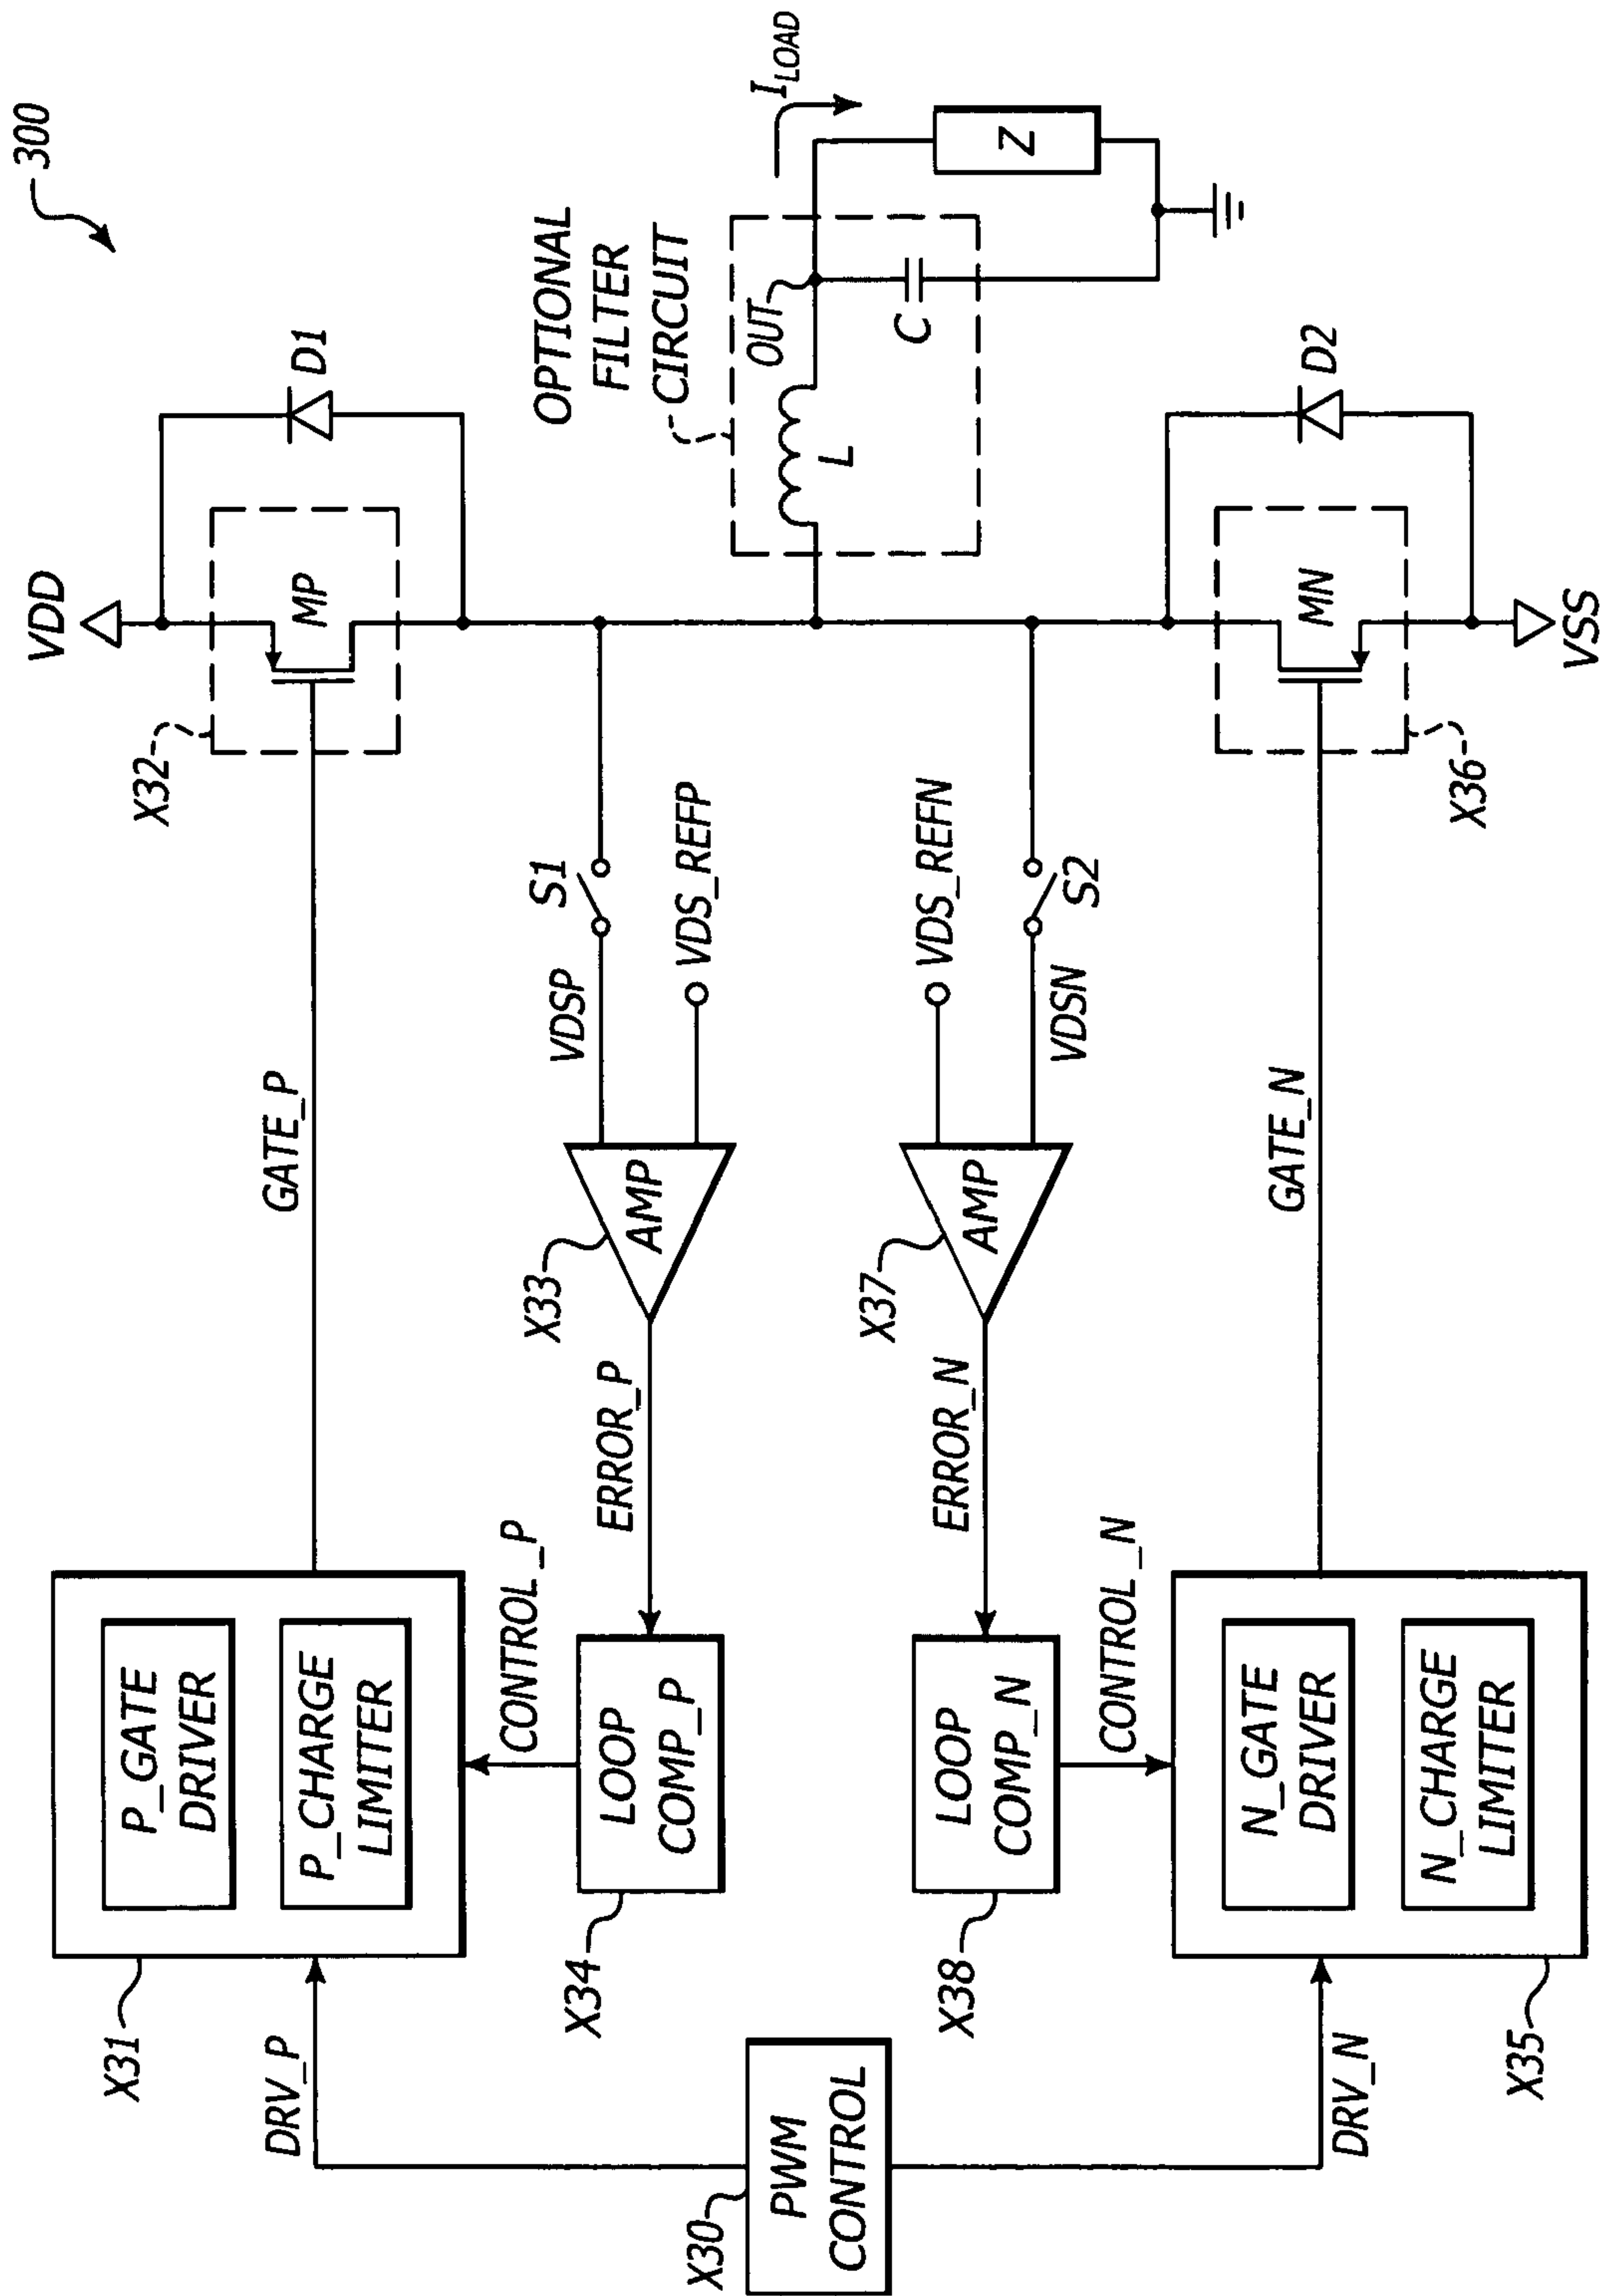 300
VDD
X32
MP
D1
GATE_P
X31
P_GATE
DRIVER
P_CHARGE
LIMITER
DRV_P
CONTROL_P
LOOP
COMP_P
X34
ERROR_P
X33
AMP
VDSP
S1
VDS_REFP
OPTIONAL
FILTER
CIRCUIT
OUT
L
C
I LOAD
Z
X30
PWM
CONTROL
X38
LOOP
COMP_N
ERROR_N
X37
AMP
VDS_REFN
VDSN
S2
CONTROL_N
DRV_N
X35
N_GATE
DRIVER
N_CHARGE
LIMITER
GATE_N
X36
MN
D2
VSS